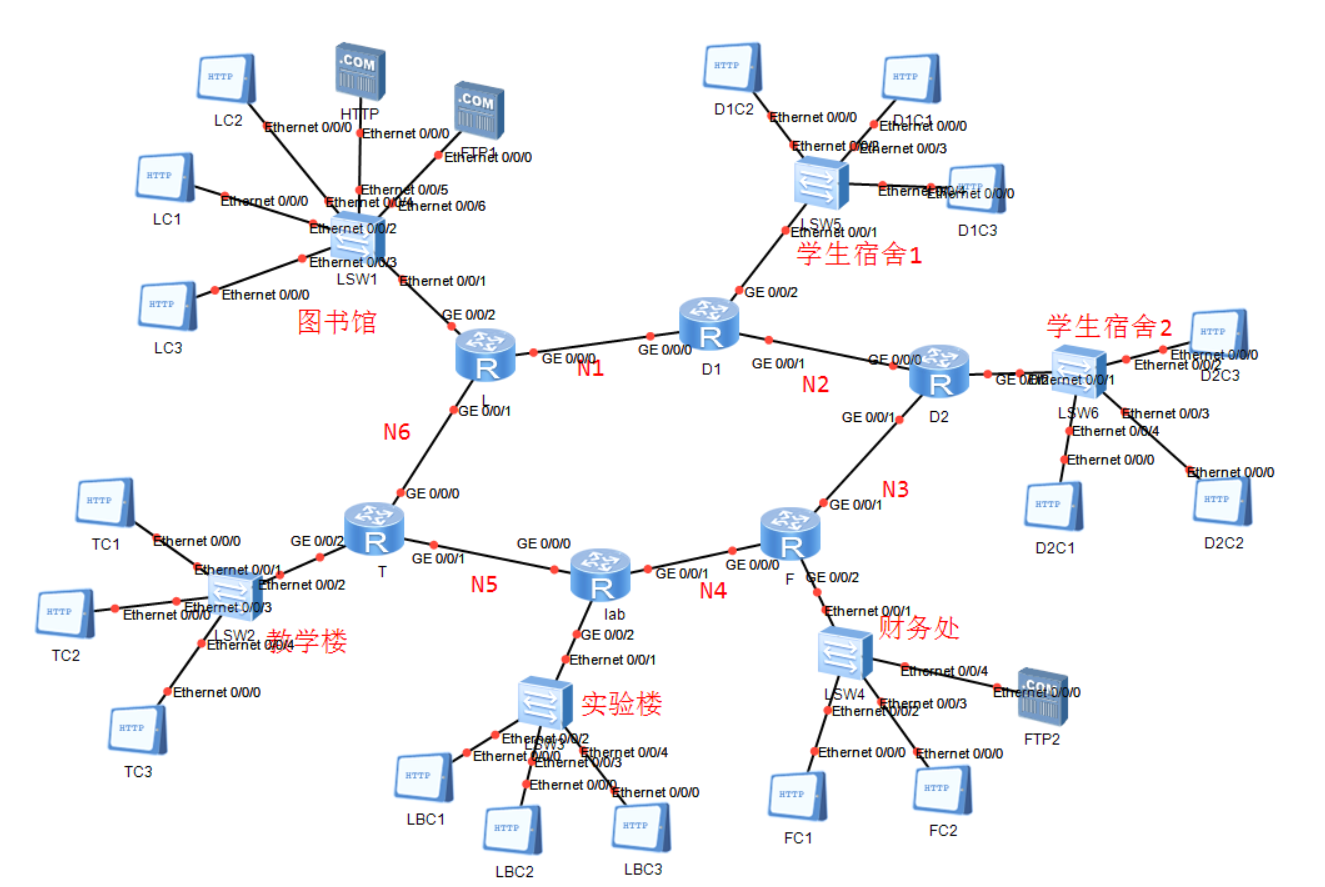 HTTP
LC2
Ethernet 0/0/0
.COM
HTTP
Ethernet 0/0/0
.COM
FTP1
Ethernet 0/0/0
HTTP
LC1
Ethernet 0/0/0
HTTP
LC3
Ethernet 0/0/0
Ethernet 0/0/5
Ethernet 0/0/4
Ethernet 0/0/6
Ethernet 0/0/2
Ethernet 0/0/3
LSW1
Ethernet 0/0/1
图书馆
GE 0/0/2
L
GE 0/0/0
GE 0/0/1
N1
N6
HTTP
D1C2
Ethernet 0/0/0
HTTP
D1C1
Ethernet 0/0/0
Ethernet 0/0/2
Ethernet 0/0/3
Ethernet 0/0/4
HTTP
Ethernet 0/0/0
D1C3
LSW5
Ethernet 0/0/1
学生宿舍1
GE 0/0/2
GE 0/0/0
D1
GE 0/0/1
N2
GE 0/0/0
D2
GE 0/0/2
GE 0/0/1
N3
学生宿舍2
Ethernet 0/0/1
LSW6
HTTP
Ethernet 0/0/0
Ethernet 0/0/2
D2C3
Ethernet 0/0/3
Ethernet 0/0/4
Ethernet 0/0/0
HTTP
D2C1
Ethernet 0/0/0
HTTP
D2C2
GE 0/0/0
T
GE 0/0/2
GE 0/0/1
N5
HTTP
TC1
Ethernet 0/0/0
Ethernet 0/0/1
Ethernet 0/0/2
Ethernet 0/0/3
Ethernet 0/0/0
HTTP
TC2
LSW2
Ethernet 0/0/4
教学楼
Ethernet 0/0/0
HTTP
TC3
GE 0/0/0
lab
GE 0/0/1
GE 0/0/2
N4
GE 0/0/1
GE 0/0/0
F
GE 0/0/2
Ethernet 0/0/1
实验楼
LSW3
Ethernet 0/0/2
Ethernet 0/0/0
Ethernet 0/0/3
Ethernet 0/0/4
Ethernet 0/0/0
Ethernet 0/0/0
HTTP
LBC1
HTTP
LBC2
HTTP
LBC3
Ethernet 0/0/1
财务处
LSW4
Ethernet 0/0/4
Ethernet 0/0/0
.COM
FTP2
Ethernet 0/0/2
Ethernet 0/0/3
Ethernet 0/0/0
Ethernet 0/0/0
HTTP
FC1
HTTP
FC2
R
R
R
R
R
R